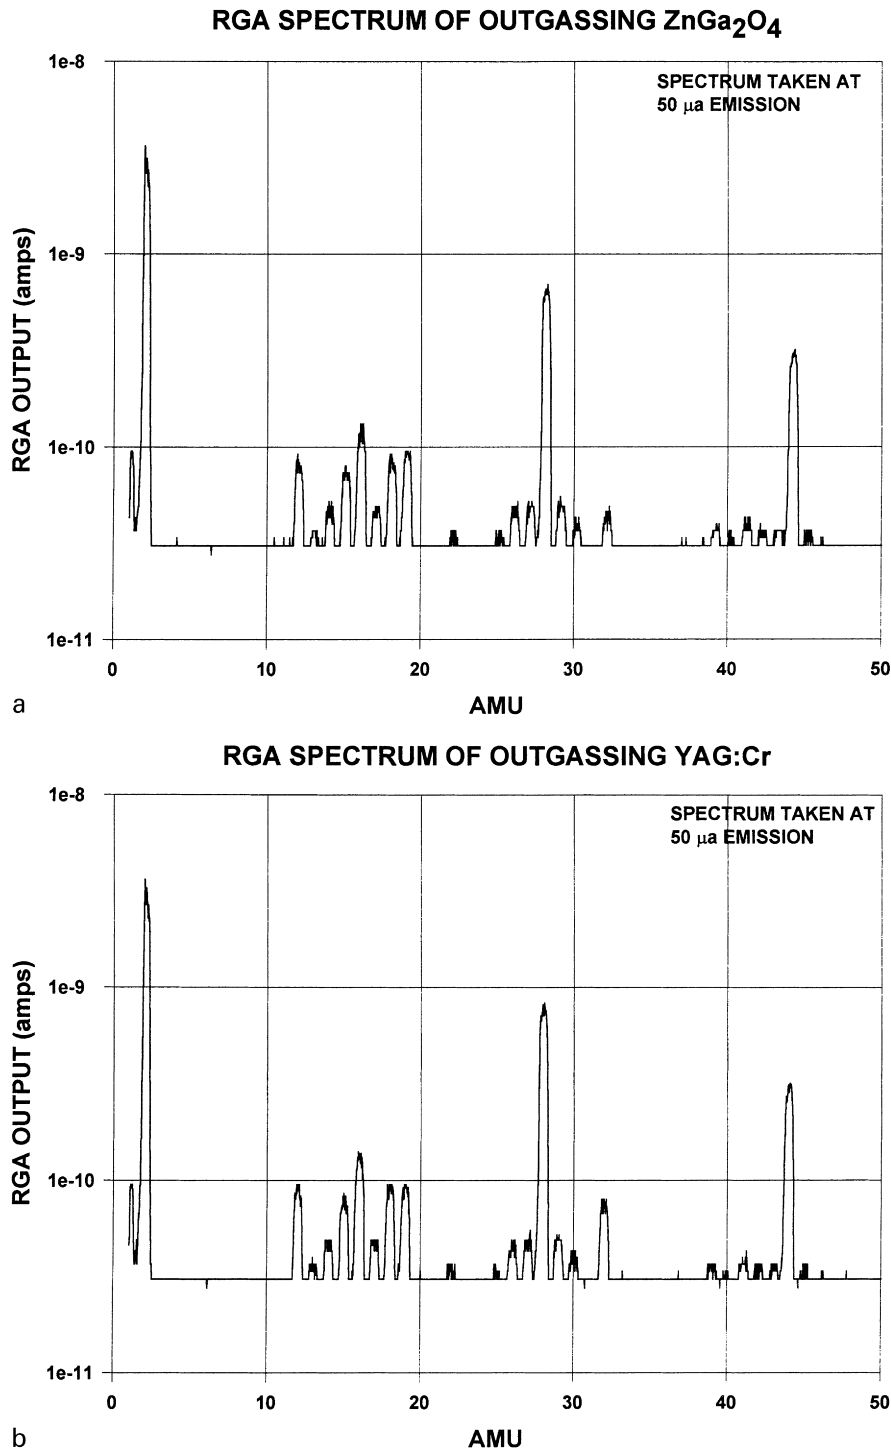 RGA SPECTRUM OF OUTGASSING ZnGa₂O₄
1e-8
SPECTRUM TAKEN AT
50 μa EMISSION
1e-9
RGA OUTPUT (amps)
1e-10
1e-11
0 10 20 30 40 50
AMU
a
RGA SPECTRUM OF OUTGASSING YAG:Cr
1e-8
SPECTRUM TAKEN AT
50 μa EMISSION
1e-9
RGA OUTPUT (amps)
1e-10
1e-11
0 10 20 30 40 50
AMU
b